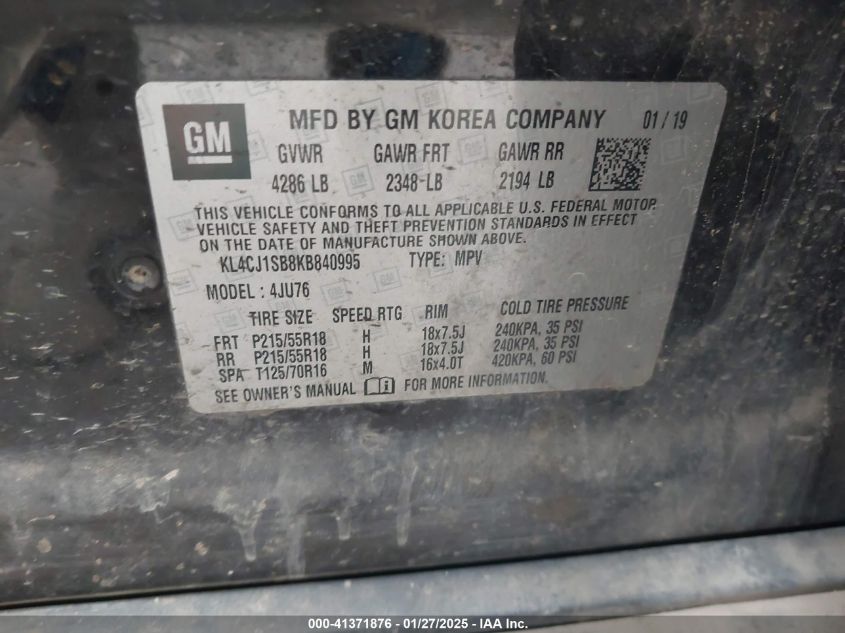 GM
MFD BY GM KOREA COMPANY 01 / 19
GVWR GAWR FRT GAWR RR
4286 LB 2348-LB 2194 LB
THIS VEHICLE CONFORMS TO ALL APPLICABLE U.S. FEDERAL MOTOR
VEHICLE SAFETY AND THEFT PREVENTION STANDARDS IN EFFECT
ON THE DATE OF MANUFACTURE SHOWN ABOVE.
KL4CJ1SB8KB840995 TYPE: MPV
MODEL : 4JU76
TIRE SIZE SPEED RTG RIM COLD TIRE PRESSURE
FRT P215/55R18 H 18x7.5J 240KPA, 35 PSI
RR P215/55R18 H 18x7.5J 240KPA, 35 PSI
SPA T125/70R16 M 16x4.0T 420KPA, 60 PSI
SEE OWNER'S MANUAL FOR MORE INFORMATION.
000-41371876 - 01/27/2025 - USA - IAA, LLC.